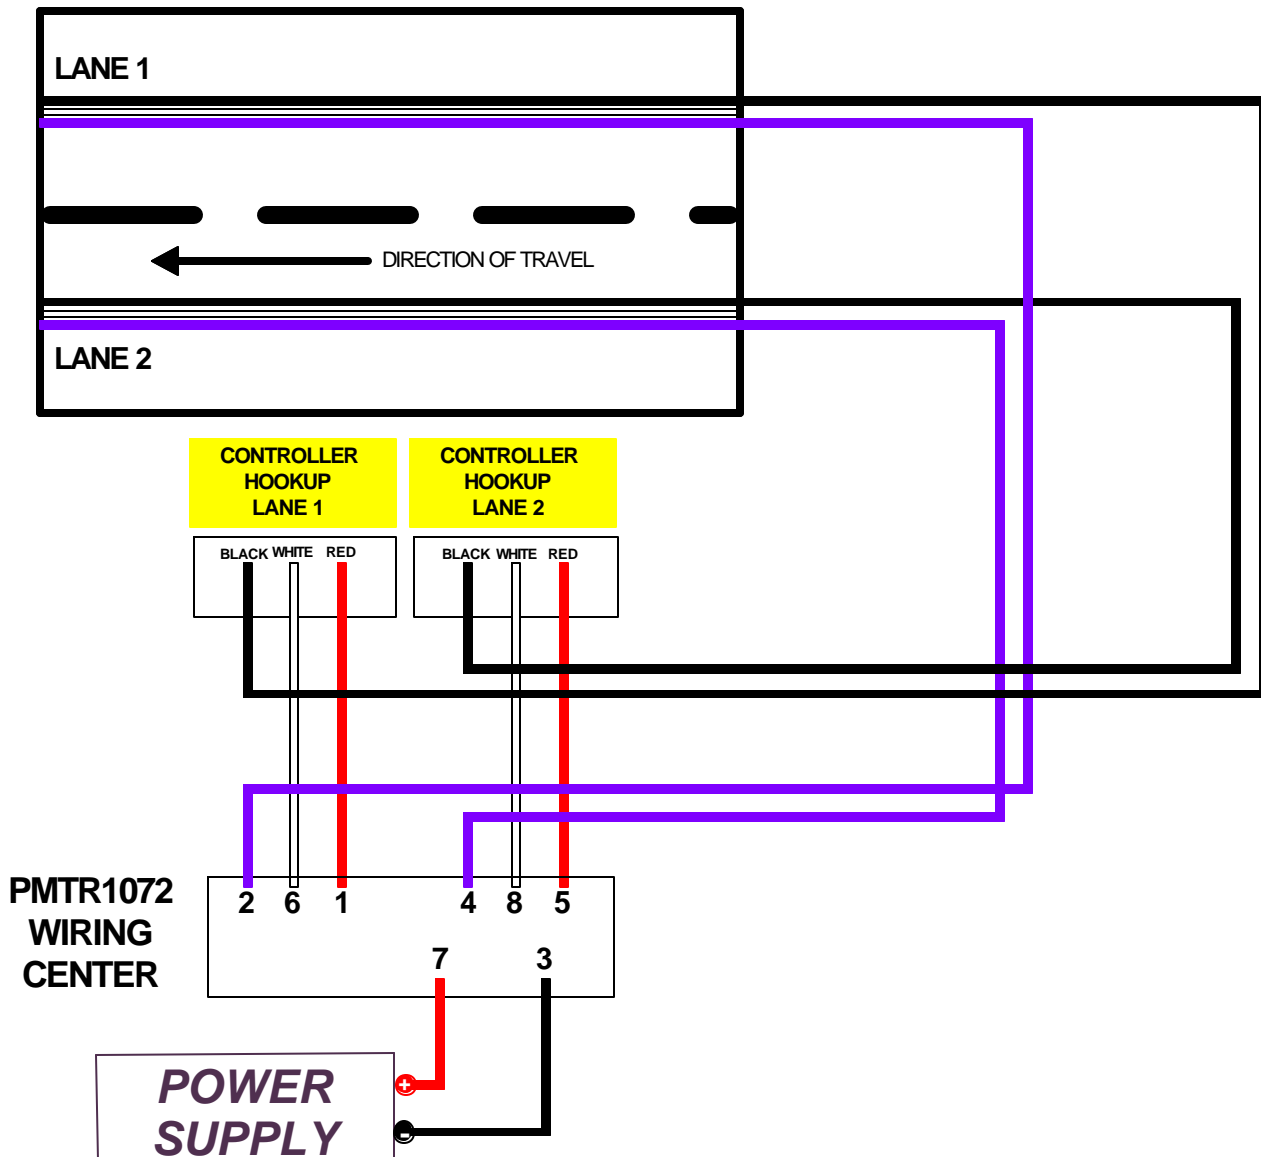 LANE 1
DIRECTION OF TRAVEL
LANE 2
CONTROLLER
HOOKUP
LANE 1
CONTROLLER
HOOKUP
LANE 2
BLACK WHITE RED
BLACK WHITE RED
PMTR1072
WIRING
CENTER
2 6 1 4 8 5
7 3
POWER
SUPPLY
+
-